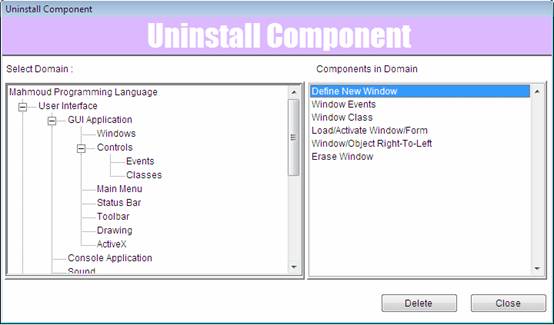 Uninstall Component
Uninstall Component
Select Domain :
Components in Domain
Mahmoud Programming Language
User Interface
GUI Application
Windows
Controls
Events
Classes
Main Menu
Status Bar
Toolbar
Drawing
ActiveX
Console Application
Sound
Define New Window
Window Events
Window Class
Load/Activate Window/Form
Window/Object Right-To-Left
Erase Window
Delete
Close